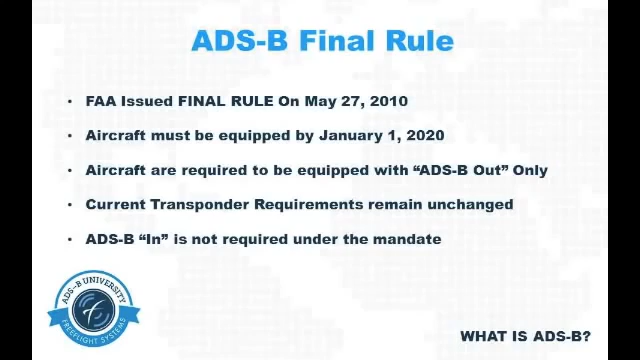 ADS-B Final Rule
• FAA Issued FINAL RULE On May 27, 2010
• Aircraft must be equipped by January 1, 2020
• Aircraft are required to be equipped with “ADS-B Out” Only
• Current Transponder Requirements remain unchanged
• ADS-B “In” is not required under the mandate
ADS-B UNIVERSITY
FREEFLIGHT SYSTEMS
WHAT IS ADS-B?